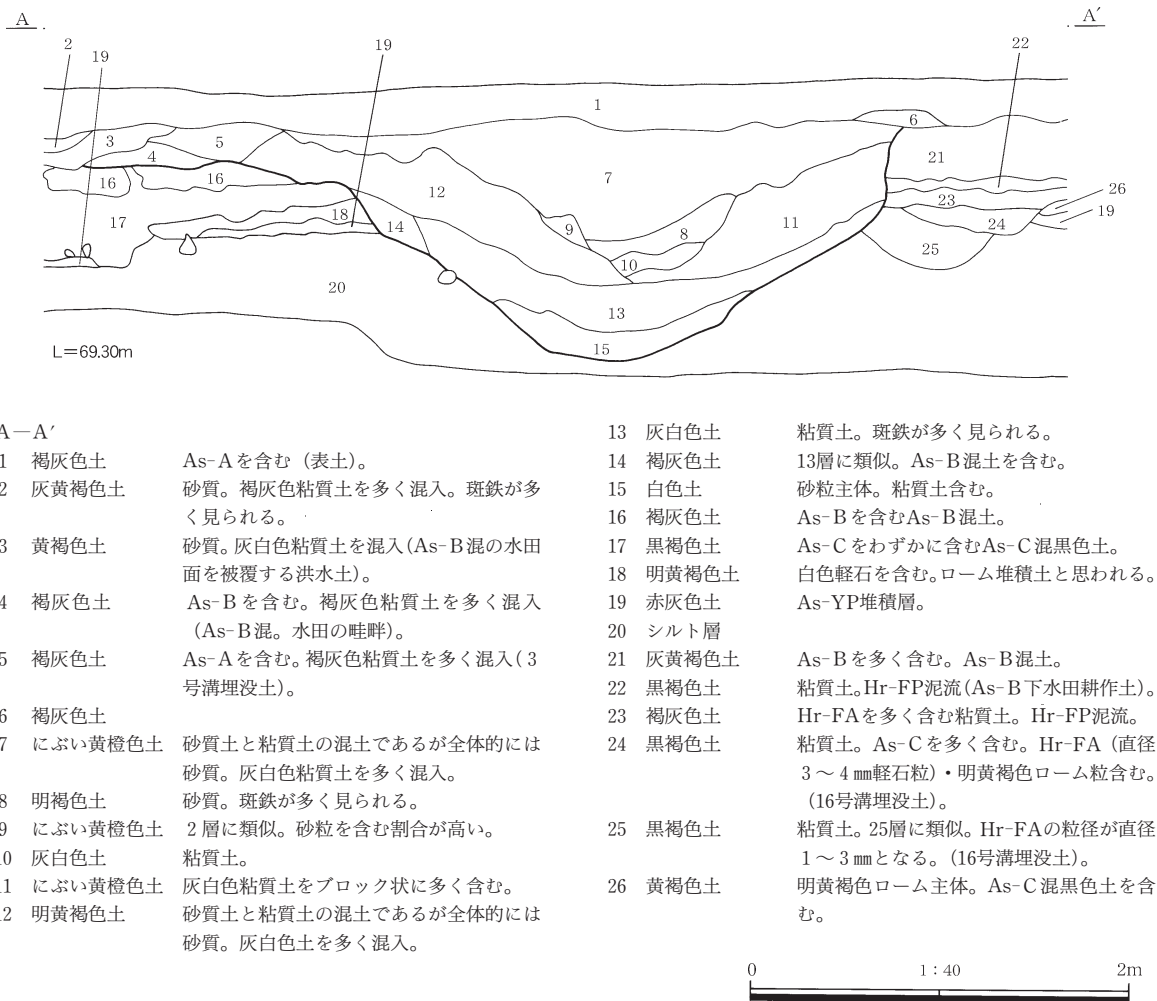 A A′
2 19 19 22
1
6
3 5 21
4 7
16 16 12 23 26
17 18 9 8 11 24 19
14 25
10
20 13
15
L=69.30m
A—A′
1 褐灰色土 As-Aを含む（表土）。
2 灰黄褐色土 砂質。褐灰色粘質土を多く混入。斑鉄が多
く見られる。
3 黄褐色土 砂質。灰白色粘質土を混入(As-B混の水田
面を被覆する洪水土)。
4 褐灰色土 As-Bを含む。褐灰色粘質土を多く混入
（As-B混。水田の畦畔）。
5 褐灰色土 As-Aを含む。褐灰色粘質土を多く混入(３
号溝埋没土)。
6 褐灰色土
7 にぶい黄橙色土 砂質土と粘質土の混土であるが全体的には
砂質。灰白色粘質土を多く混入。
8 明褐色土 砂質。斑鉄が多く見られる。
9 にぶい黄橙色土 ２層に類似。砂粒を含む割合が高い。
10 灰白色土 粘質土。
11 にぶい黄橙色土 灰白色粘質土をブロック状に多く含む。
12 明黄褐色土 砂質土と粘質土の混土であるが全体的には
砂質。灰白色土を多く混入。
13 灰白色土 粘質土。斑鉄が多く見られる。
14 褐灰色土 13層に類似。As-B混土を含む。
15 白色土 砂粒主体。粘質土含む。
16 褐灰色土 As-Bを含むAs-B混土。
17 黒褐色土 As-Cをわずかに含むAs-C混黒色土。
18 明黄褐色土 白色軽石を含む。ローム堆積土と思われる。
19 赤灰色土 As-YP堆積層。
20 シルト層
21 灰黄褐色土 As-Bを多く含む。As-B混土。
22 黒褐色土 粘質土。Hr-FP泥流(As-B下水田耕作土)。
23 褐灰色土 Hr-FAを多く含む粘質土。Hr-FP泥流。
24 黒褐色土 粘質土。As-Cを多く含む。Hr-FA（直径
３～４㎜軽石粒）・明黄褐色ローム粒含む。
（16号溝埋没土）。
25 黒褐色土 粘質土。25層に類似。Hr-FAの粒径が直径
１～３㎜となる。(16号溝埋没土)。
26 黄褐色土 明黄褐色ローム主体。As-C混黒色土を含
む。
0 1：40 2m